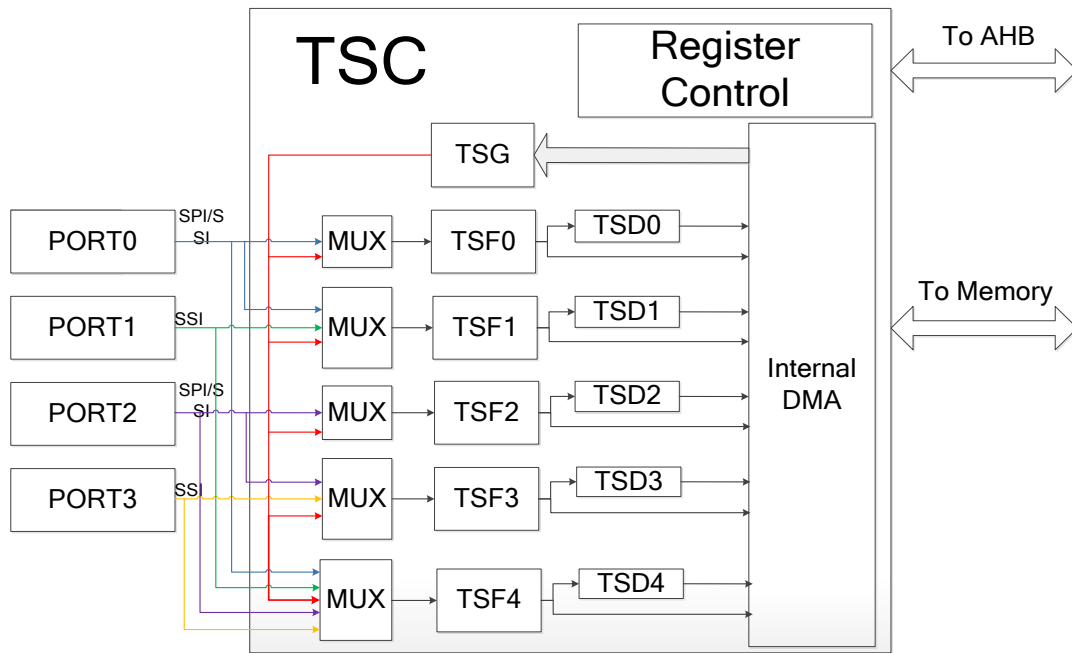 TSC
Register
Control
To AHB
TSG
PORT0
SPI/S
SI
MUX
TSF0
TSD0
PORT1
SSI
MUX
TSF1
TSD1
To Memory
Internal
DMA
PORT2
SPI/S
SI
MUX
TSF2
TSD2
PORT3
SSI
MUX
TSF3
TSD3
MUX
TSF4
TSD4